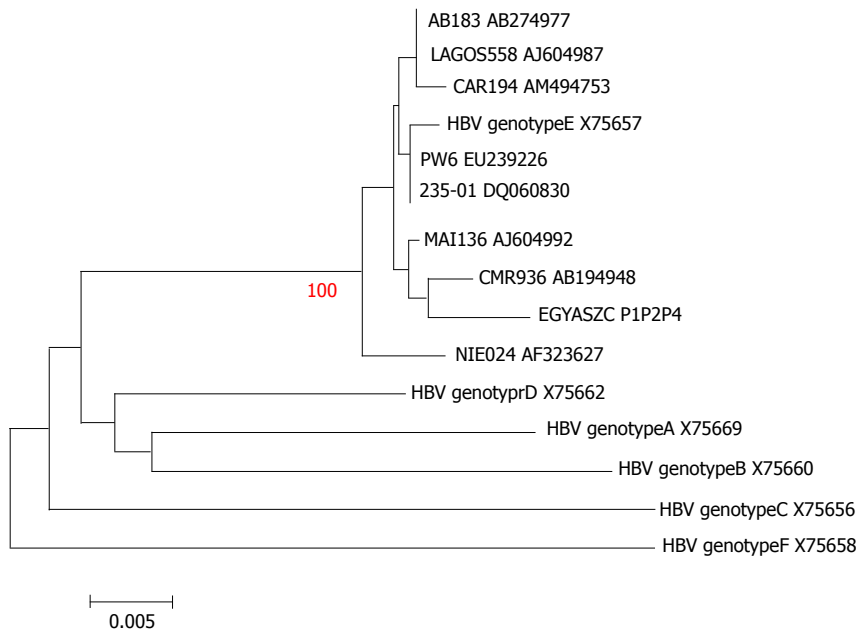 AB183 AB274977
LAGOS558 AJ604987
CAR194 AM494753
HBV genotypeE X75657
PW6 EU239226
235-01 DQ060830
MAI136 AJ604992
CMR936 AB194948
100
EGYASZC P1P2P4
NIE024 AF323627
HBV genotyprD X75662
HBV genotypeA X75669
HBV genotypeB X75660
HBV genotypeC X75656
HBV genotypeF X75658
0.005